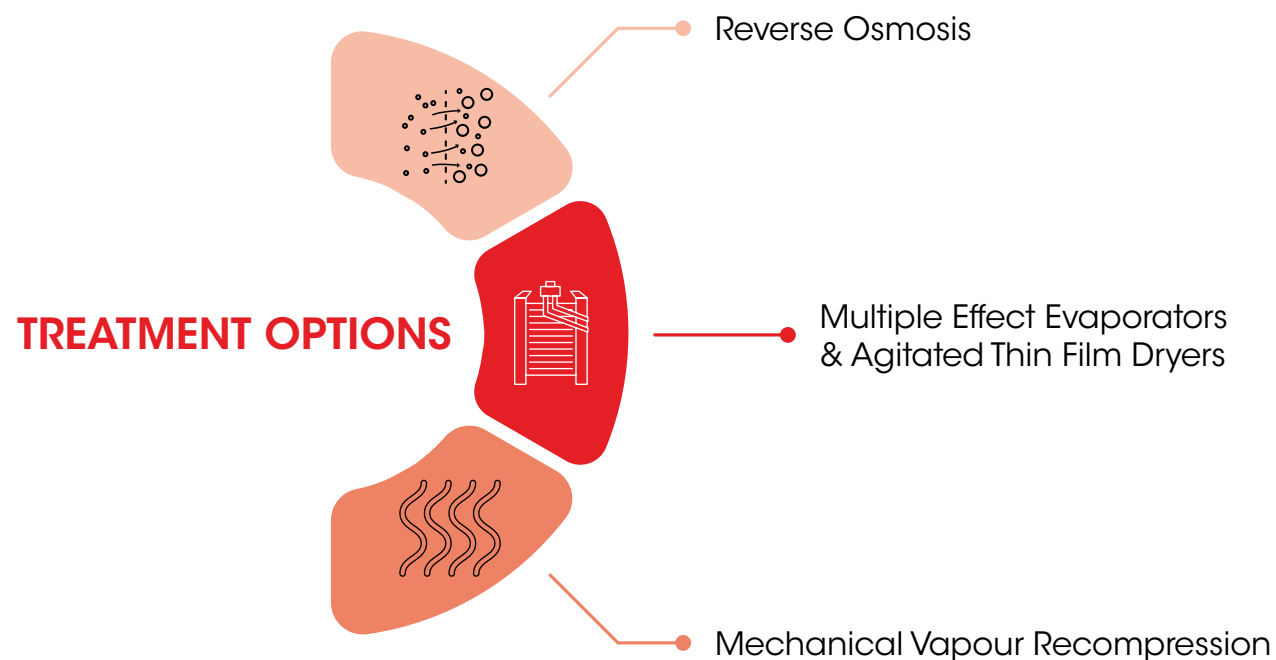 Reverse Osmosis
TREATMENT OPTIONS
Multiple Effect Evaporators
& Agitated Thin Film Dryers
Mechanical Vapour Recompression